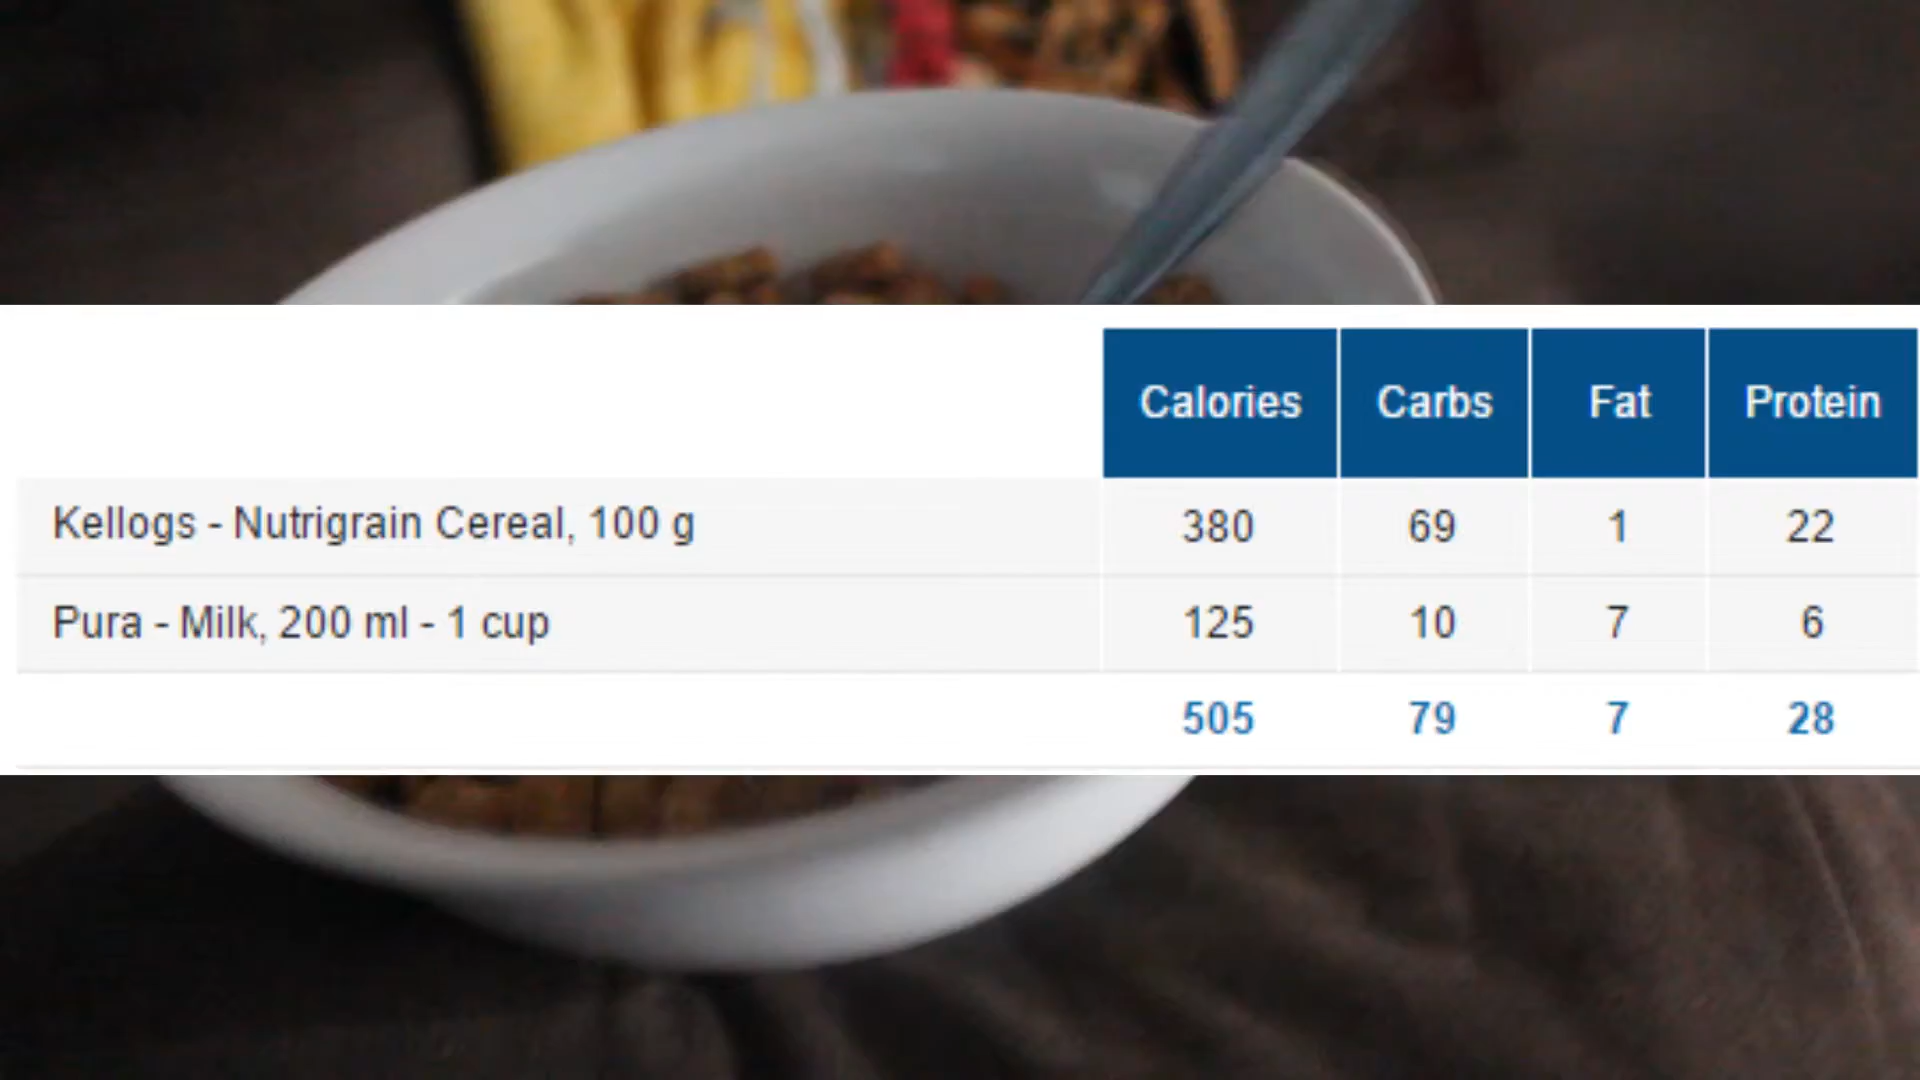 Calories Carbs Fat Protein
Kellogs - Nutrigrain Cereal, 100 g 380 69 1 22
Pura - Milk, 200 ml - 1 cup 125 10 7 6
505 79 7 28